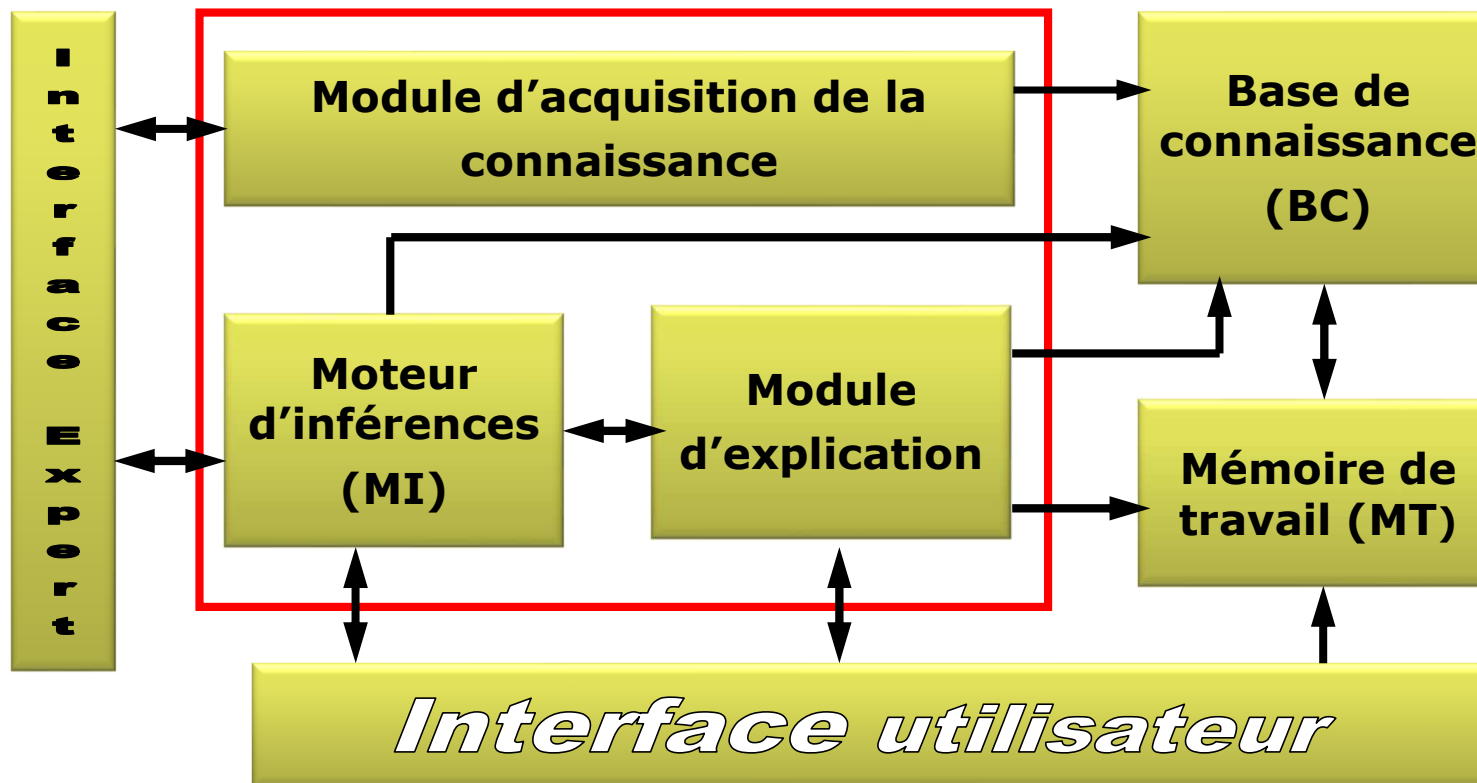 Interface Expert
Module d’acquisition de la
connaissance
Base de
connaissance
(BC)
Moteur
d’inférences
(MI)
Module
d’explication
Mémoire de
travail (MT)
Interface utilisateur